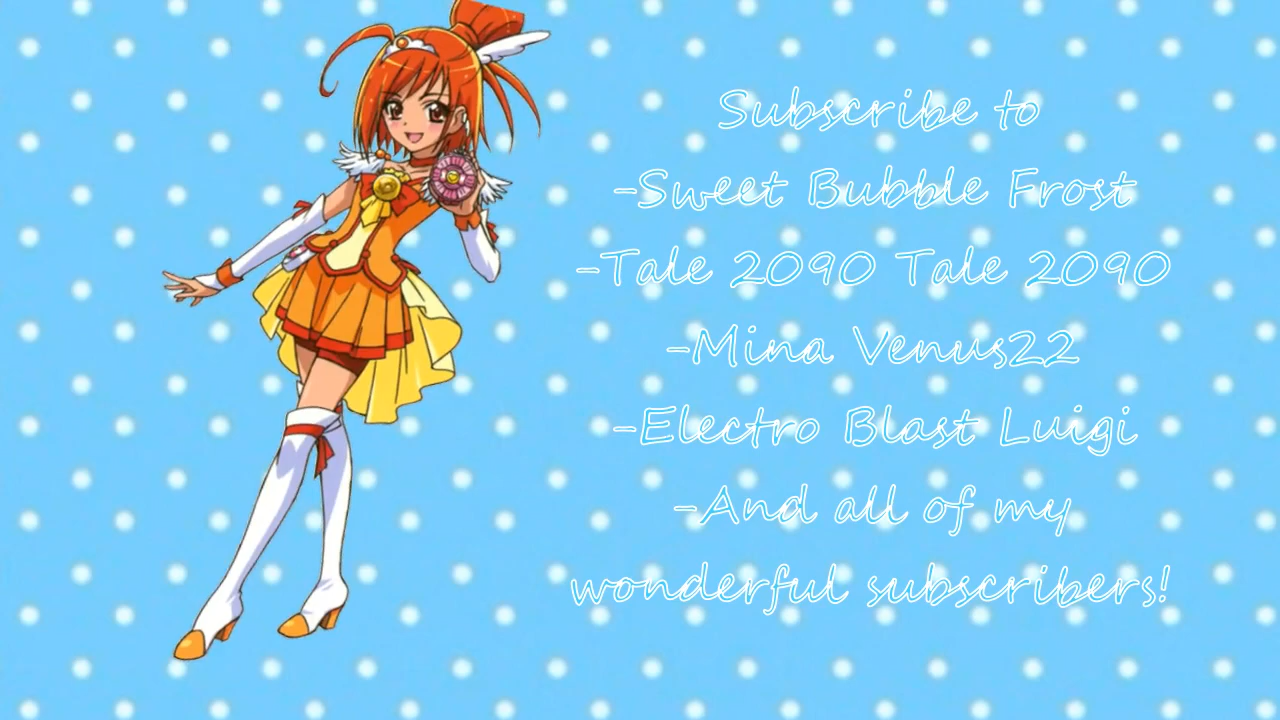 Subscribe to
-Sweet Bubble Frost
-Tale 2090 Tale 2090
-Mina Venus22
-Electro Blast Luigi
-And all of my
wonderful subscribers!